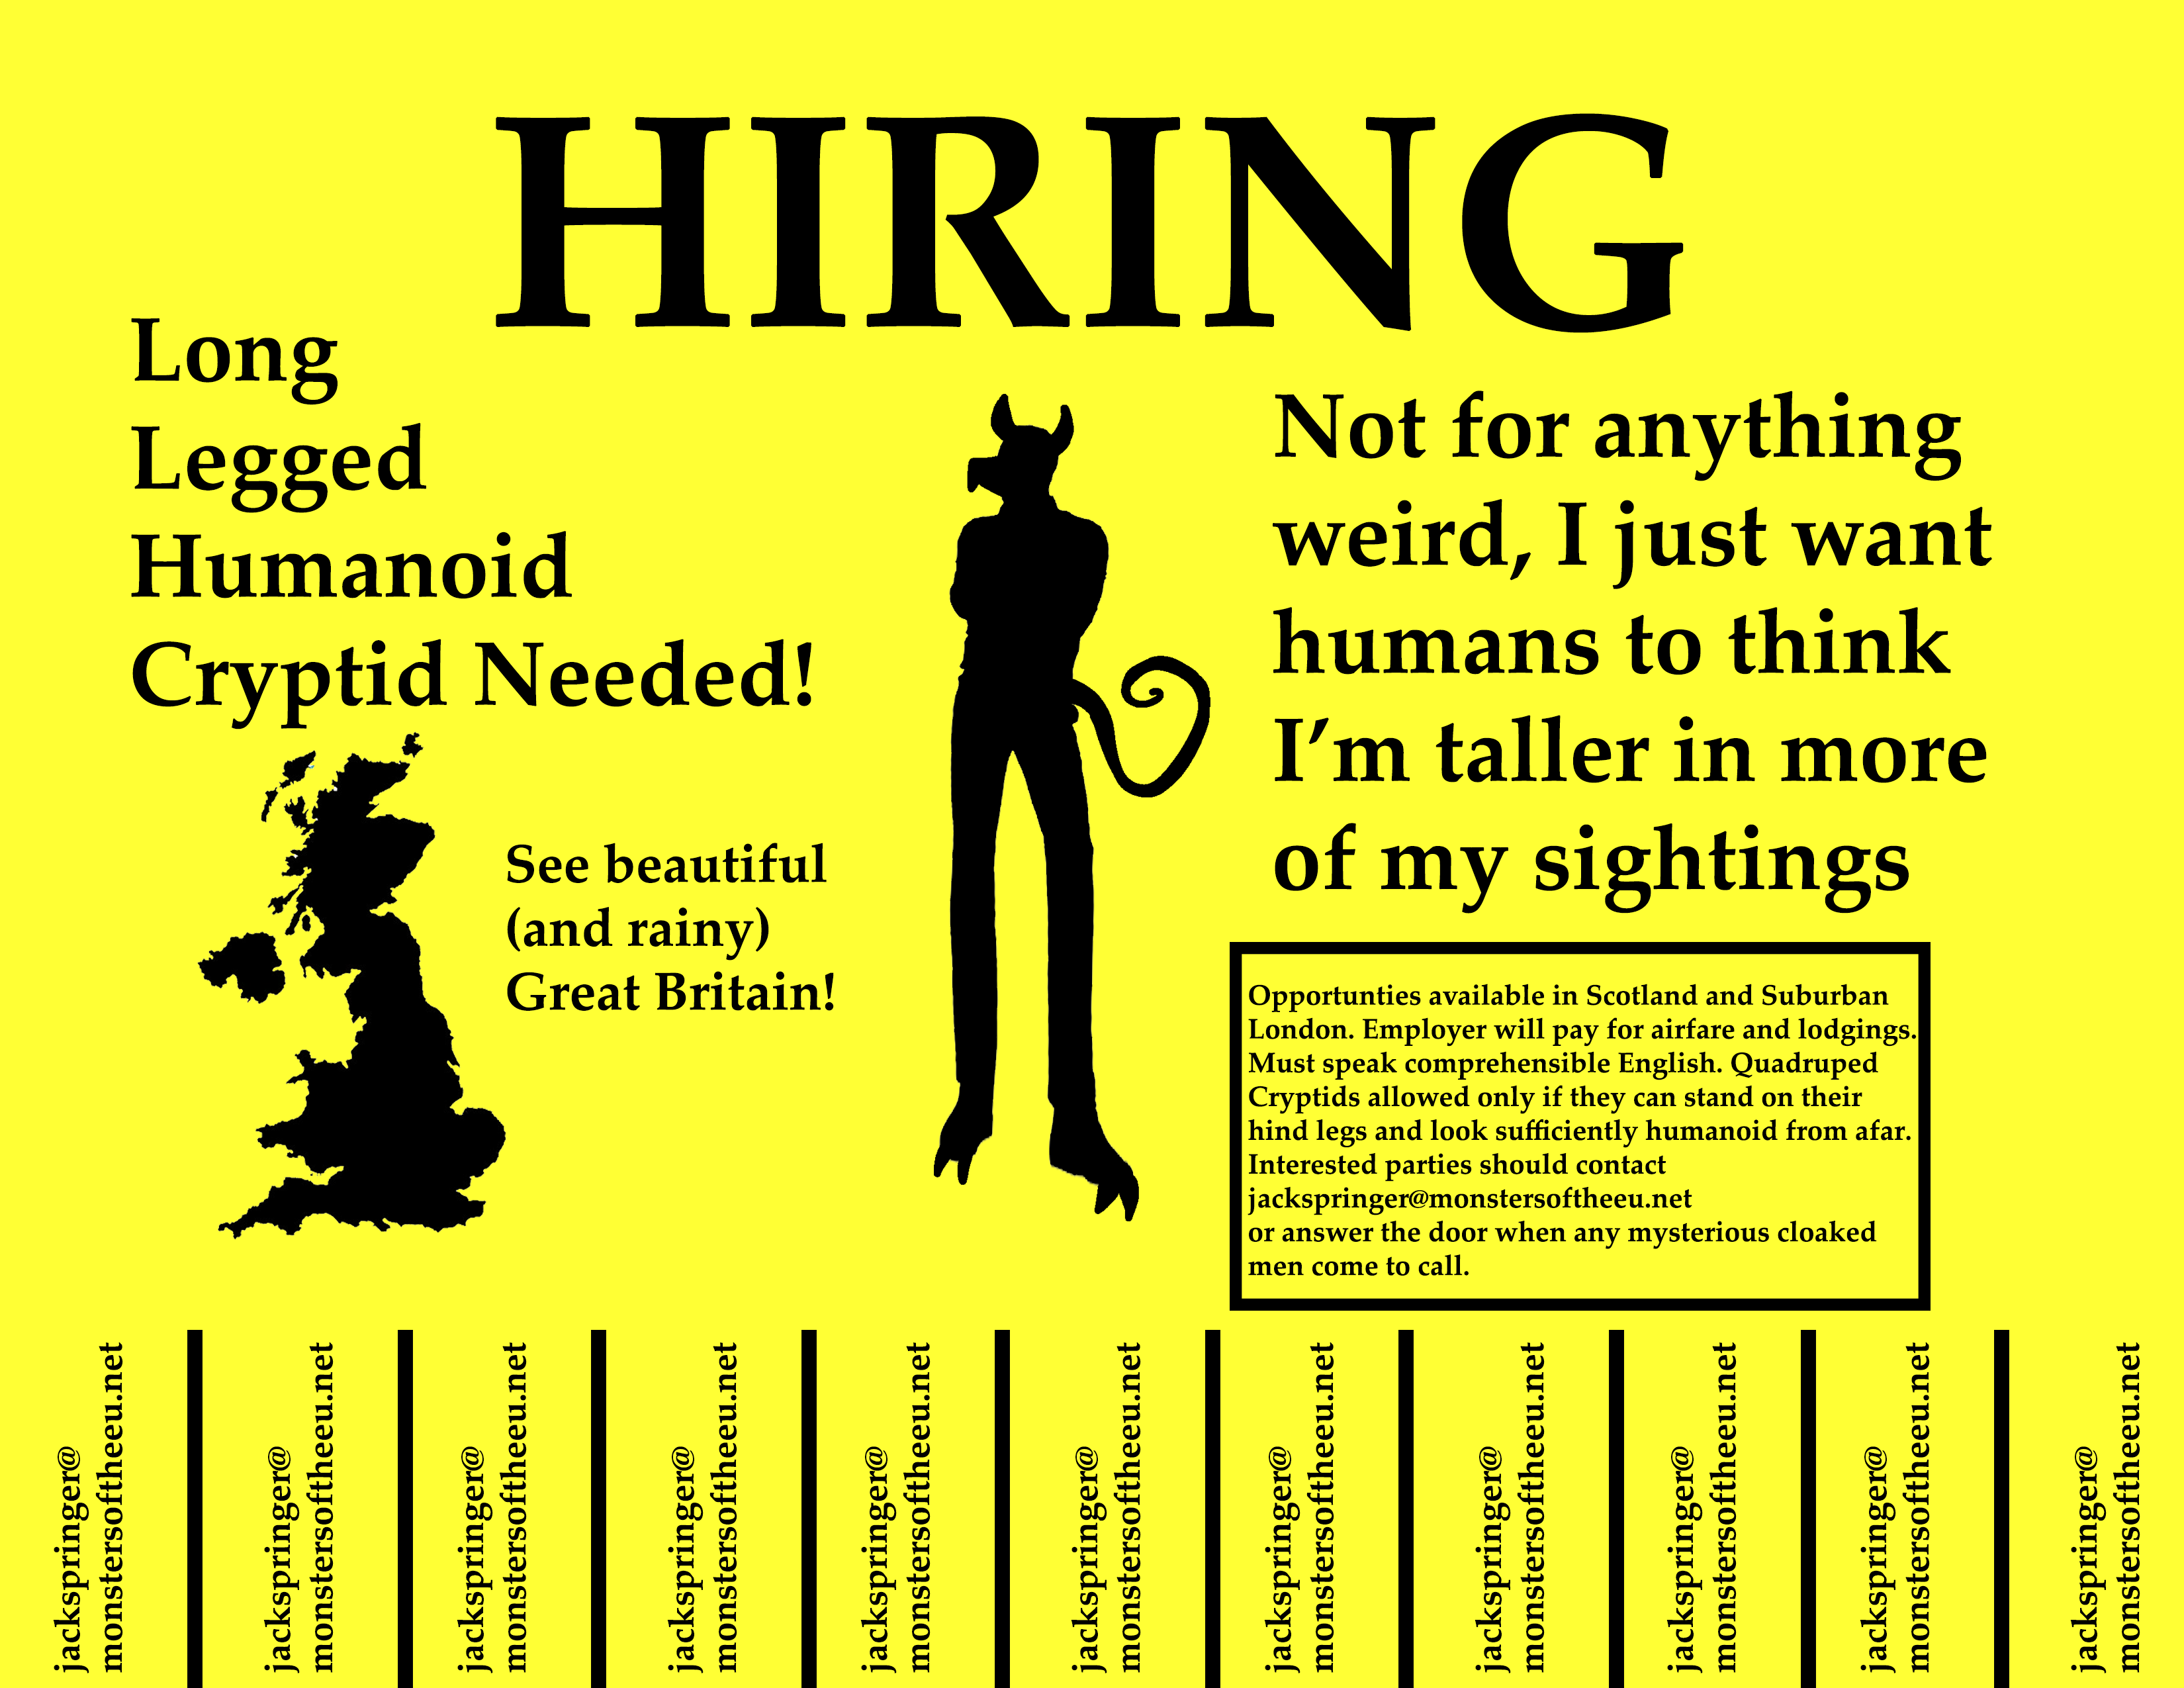 HIRING
Long
Legged
Humanoid
Cryptid Needed!
See beautiful
(and rainy)
Great Britain!
Not for anything
weird, I just want
humans to think
I’m taller in more
of my sightings
Opportunties available in Scotland and Suburban
London. Employer will pay for airfare and lodgings.
Must speak comprehensible English. Quadruped
Cryptids allowed only if they can stand on their
hind legs and look sufficiently humanoid from afar.
Interested parties should contact
jackspringer@monstersoftheeu.net
or answer the door when any mysterious cloaked
men come to call.
jackspringer@
monstersoftheeu.net
jackspringer@
monstersoftheeu.net
jackspringer@
monstersoftheeu.net
jackspringer@
monstersoftheeu.net
jackspringer@
monstersoftheeu.net
jackspringer@
monstersoftheeu.net
jackspringer@
monstersoftheeu.net
jackspringer@
monstersoftheeu.net
jackspringer@
monstersoftheeu.net
jackspringer@
monstersoftheeu.net
jackspringer@
monstersoftheeu.net